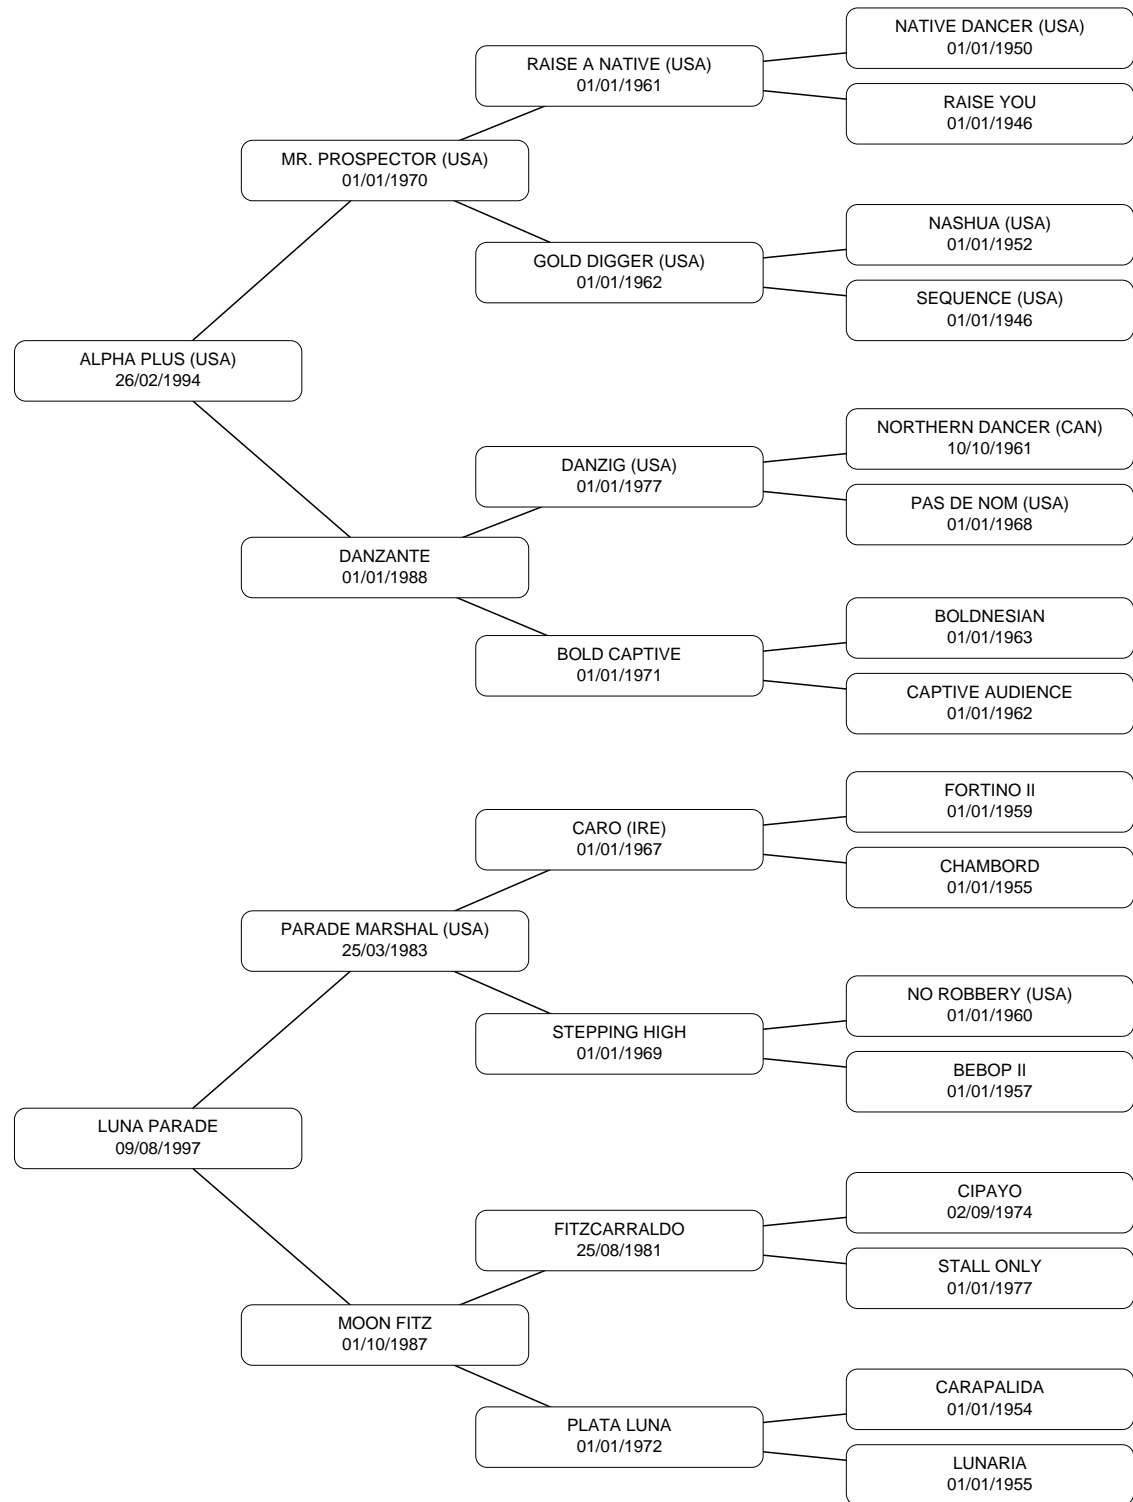 NATIVE DANCER (USA)
01/01/1950
RAISE A NATIVE (USA)
01/01/1961
RAISE YOU
01/01/1946
MR. PROSPECTOR (USA)
01/01/1970
NASHUA (USA)
01/01/1952
GOLD DIGGER (USA)
01/01/1962
SEQUENCE (USA)
01/01/1946
ALPHA PLUS (USA)
26/02/1994
NORTHERN DANCER (CAN)
10/10/1961
DANZIG (USA)
01/01/1977
PAS DE NOM (USA)
01/01/1968
DANZANTE
01/01/1988
BOLDNESIAN
01/01/1963
BOLD CAPTIVE
01/01/1971
CAPTIVE AUDIENCE
01/01/1962
FORTINO II
01/01/1959
CARO (IRE)
01/01/1967
CHAMBORD
01/01/1955
PARADE MARSHAL (USA)
25/03/1983
NO ROBBERY (USA)
01/01/1960
STEPPING HIGH
01/01/1969
BEBOP II
01/01/1957
LUNA PARADE
09/08/1997
CIPAYO
02/09/1974
FITZCARRALDO
25/08/1981
STALL ONLY
01/01/1977
MOON FITZ
01/10/1987
CARAPALIDA
01/01/1954
PLATA LUNA
01/01/1972
LUNARIA
01/01/1955